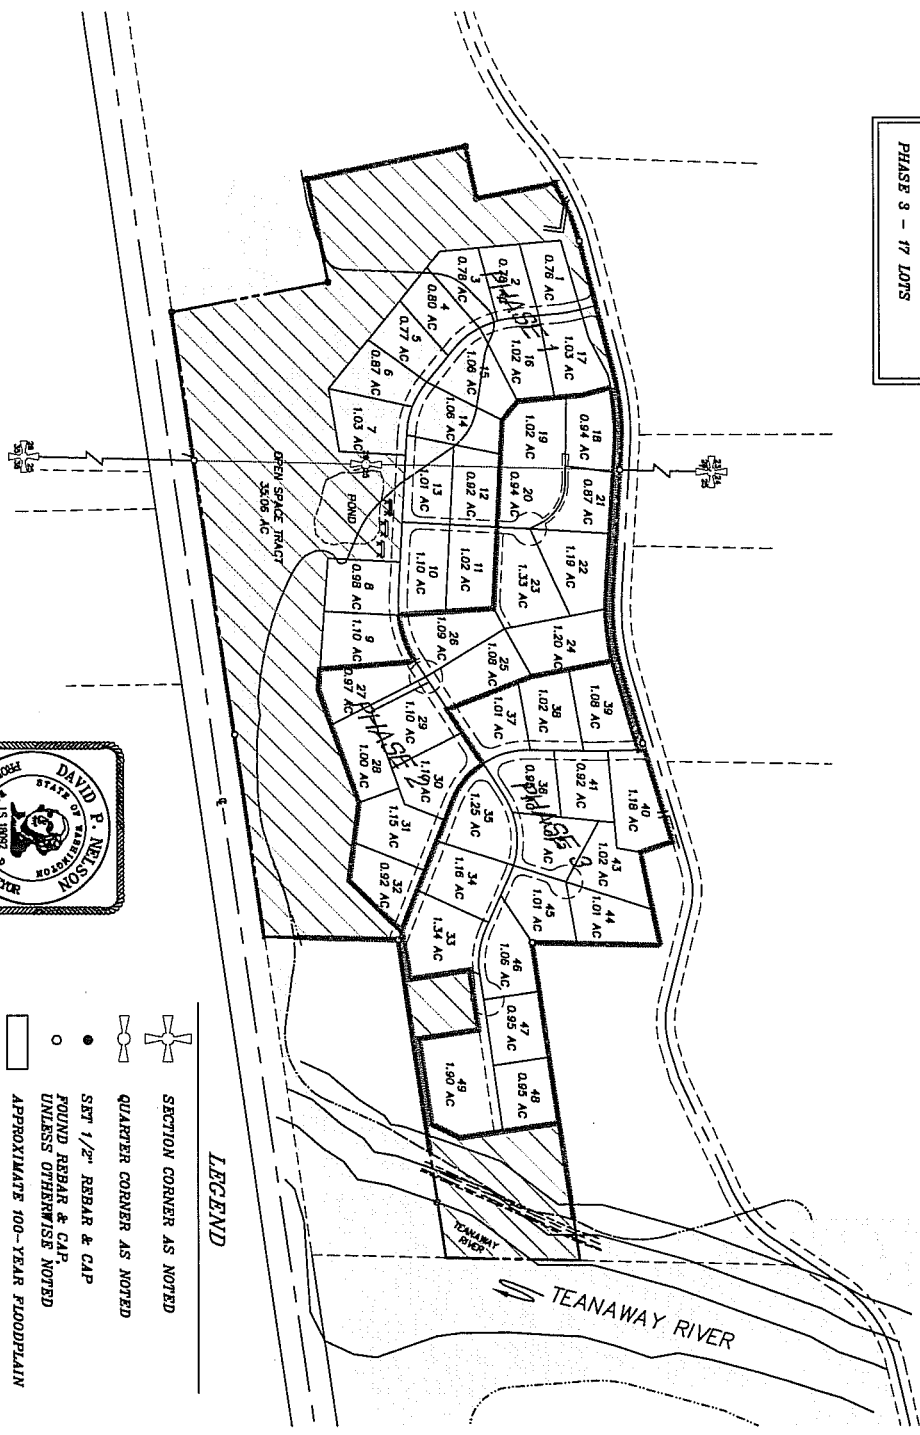 PHASE 3 - 17 LOTS
1
0.76 AC
2
0.79 AC
3
0.78 AC
4
0.80 AC
5
0.77 AC
6
0.87 AC
7
1.03 AC
8
0.98 AC
9
1.10 AC
10
1.10 AC
11
1.02 AC
12
0.92 AC
13
1.01 AC
14
1.06 AC
15
1.06 AC
16
1.02 AC
17
1.03 AC
18
0.94 AC
19
1.02 AC
20
0.94 AC
21
0.87 AC
22
1.19 AC
23
1.33 AC
24
1.20 AC
25
1.08 AC
26
1.09 AC
27
0.97 AC
28
1.00 AC
29
1.10 AC
30
31
1.15 AC
32
0.92 AC
33
1.34 AC
34
1.16 AC
35
1.25 AC
36
37
1.01 AC
38
1.02 AC
39
1.08 AC
40
1.18 AC
41
0.92 AC
43
1.02 AC
44
1.01 AC
45
1.01 AC
46
1.06 AC
47
0.95 AC
48
0.95 AC
49
1.90 AC
PHASE 1
PHASE 2
PHASE 3
POND
OPEN SPACE TRACT
35.06 AC
TEANAWAY
RIVER
TEANAWAY RIVER
DAVID P. NELSON
STATE OF WASHINGTON
LS 18092
LEGEND
SECTION CORNER AS NOTED
QUARTER CORNER AS NOTED
SET 1/2" REBAR & CAP
FOUND REBAR & CAP,
UNLESS OTHERWISE NOTED
APPROXIMATE 100-YEAR FLOODPLAIN